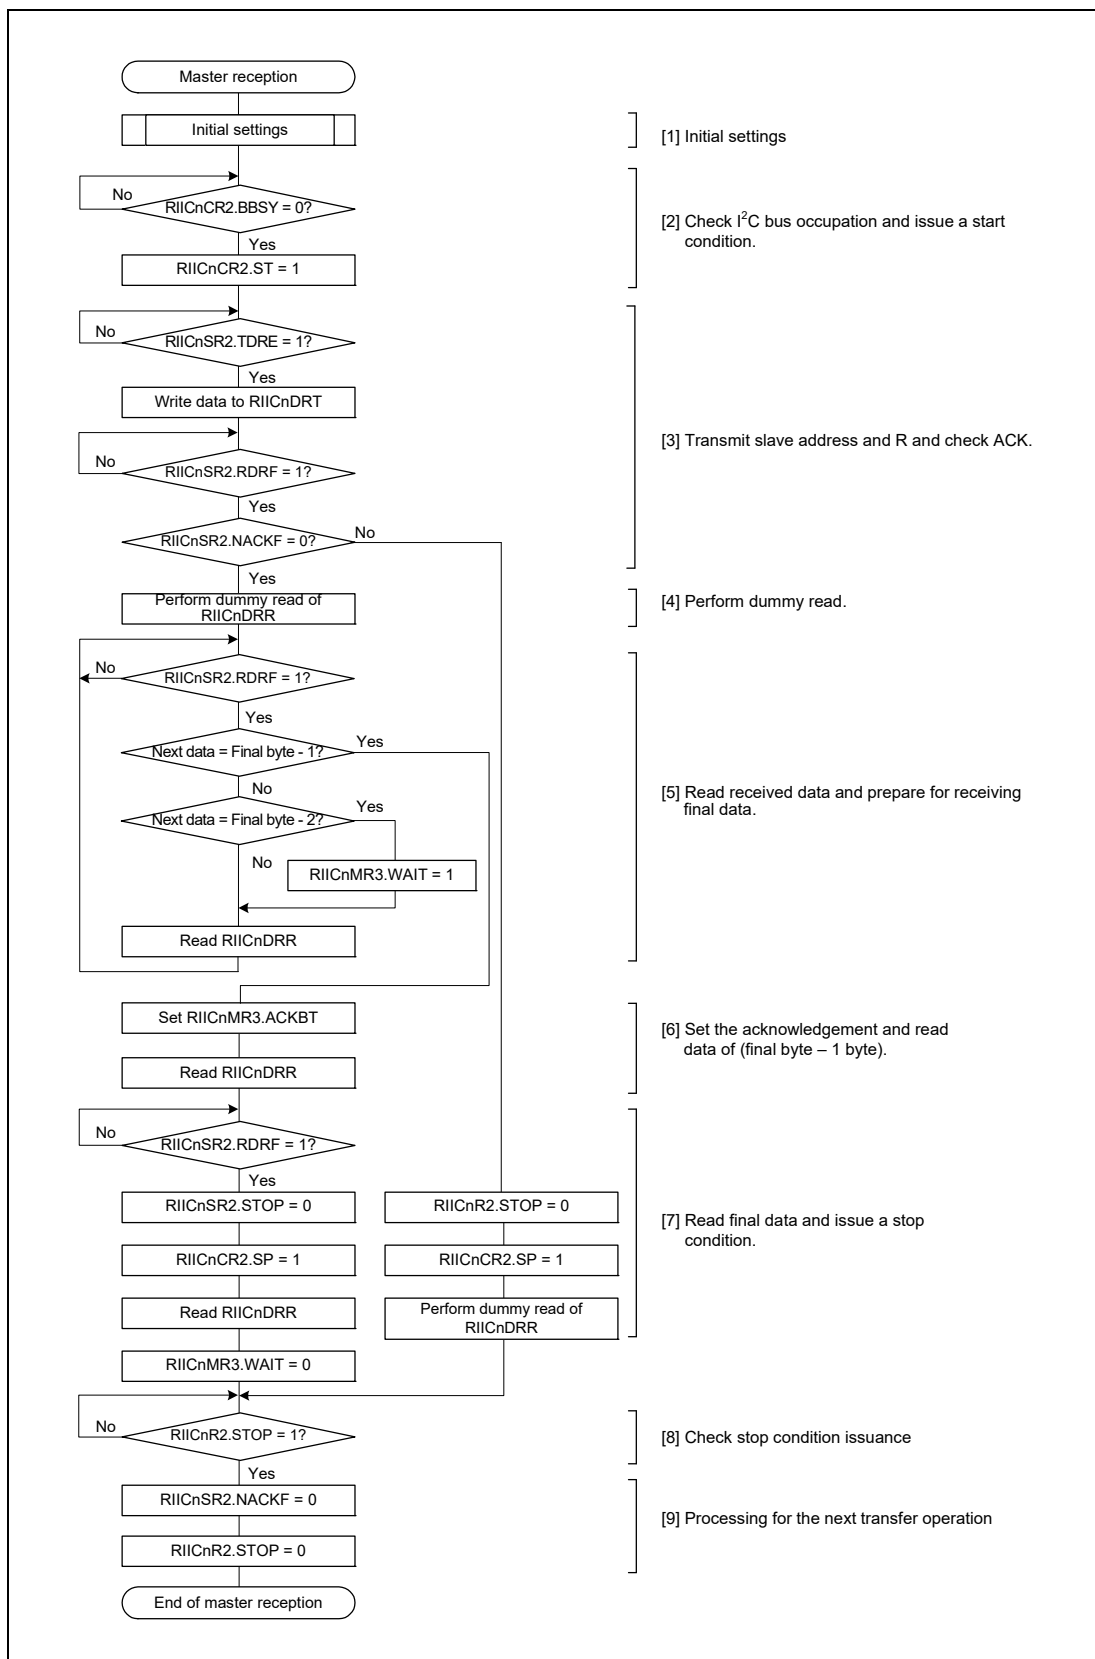 Master reception
Initial settings
[1] Initial settings
No
RIICnCR2.BBSY = 0?
Yes
[2] Check I²C bus occupation and issue a start
condition.
RIICnCR2.ST = 1
No
RIICnSR2.TDRE = 1?
Yes
Write data to RIICnDRT
No
RIICnSR2.RDRF = 1?
Yes
[3] Transmit slave address and R and check ACK.
RIICnSR2.NACKF = 0?
No
Yes
Perform dummy read of
RIICnDRR
[4] Perform dummy read.
No
RIICnSR2.RDRF = 1?
Yes
Next data = Final byte - 1?
Yes
No
Next data = Final byte - 2?
Yes
[5] Read received data and prepare for receiving
final data.
No
RIICnMR3.WAIT = 1
Read RIICnDRR
Set RIICnMR3.ACKBT
[6] Set the acknowledgement and read
data of (final byte – 1 byte).
Read RIICnDRR
No
RIICnSR2.RDRF = 1?
Yes
RIICnSR2.STOP = 0
RIICnR2.STOP = 0
[7] Read final data and issue a stop
condition.
RIICnCR2.SP = 1
RIICnCR2.SP = 1
Read RIICnDRR
Perform dummy read of
RIICnDRR
RIICnMR3.WAIT = 0
No
RIICnR2.STOP = 1?
Yes
[8] Check stop condition issuance
RIICnSR2.NACKF = 0
[9] Processing for the next transfer operation
RIICnR2.STOP = 0
End of master reception